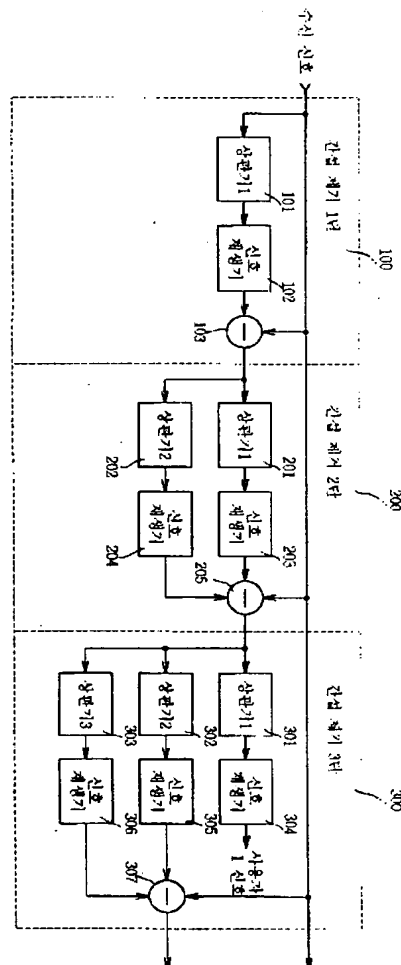 수신 신호
간섭 제거 1단
100
상관기1
101
신호
재생기
102
103
간섭 제거 2단
200
상관기1
201
상관기2
202
신호
재생기
203
신호
재생기
204
205
간섭 제거 3단
300
상관기1
301
상관기2
302
상관기3
303
신호
재생기
304
신호
재생기
305
신호
재생기
306
사용자
1 신호
307